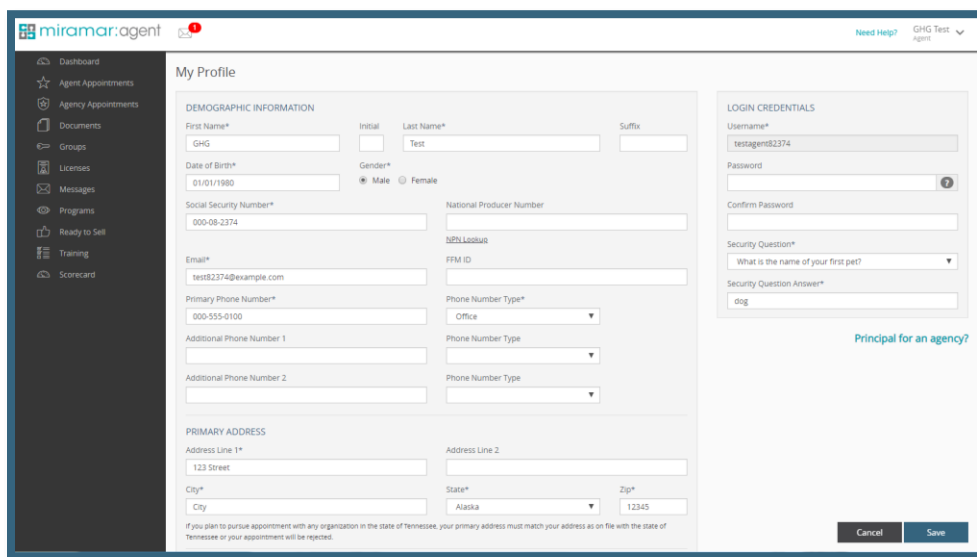 miramar:agent
1
Need Help?
GHG Test
Agent
Dashboard
Agent Appointments
Agency Appointments
Documents
Groups
Licenses
Messages
Programs
Ready to Sell
Training
Scorecard
My Profile
DEMOGRAPHIC INFORMATION
First Name* Initial Last Name* Suffix
GHG Test
Date of Birth* Gender*
01/01/1980 Male Female
Social Security Number* National Producer Number
000-08-2374
NPN Lookup
Email* FFM ID
test82374@example.com
Primary Phone Number* Phone Number Type*
000-555-0100 Office
Additional Phone Number 1 Phone Number Type
Additional Phone Number 2 Phone Number Type
PRIMARY ADDRESS
Address Line 1* Address Line 2
123 Street
City* State* Zip*
City Alaska 12345
If you plan to pursue appointment with any organization in the state of Tennessee, your primary address must match your address as on file with the state of
Tennessee or your appointment will be rejected.
LOGIN CREDENTIALS
Username*
testagent82374
Password
?
Confirm Password
Security Question*
What is the name of your first pet?
Security Question Answer*
dog
Principal for an agency?
Cancel Save